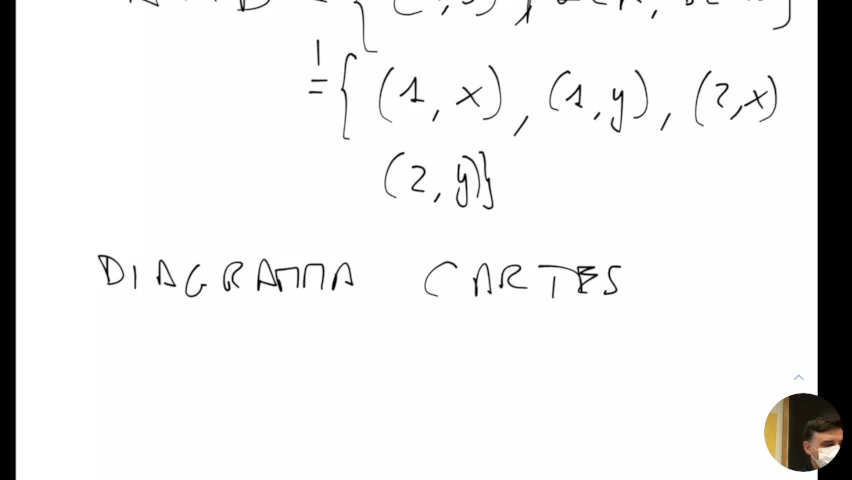 = { (1, x), (1, y), (2, x)
(2, y)}
DIAGRAMMA CARTES